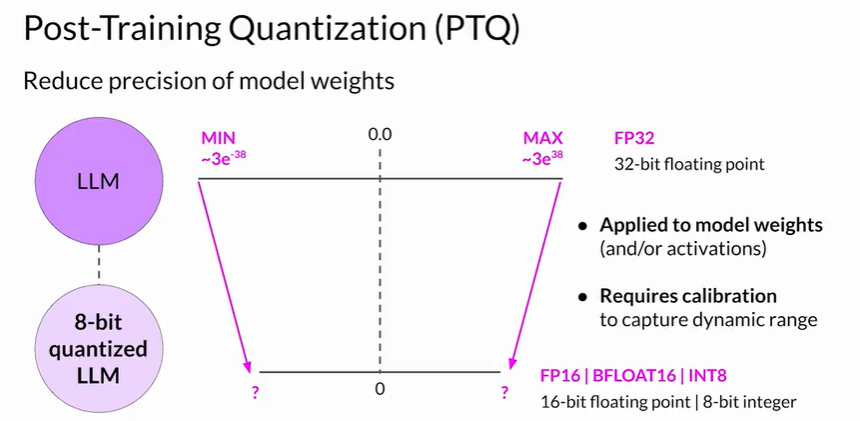 Post-Training Quantization (PTQ)
Reduce precision of model weights
LLM
8-bit
quantized
LLM
MIN
~3e⁻³⁸
0.0
MAX
~3e³⁸
FP32
32-bit floating point
● Applied to model weights
(and/or activations)
● Requires calibration
to capture dynamic range
?
0
?
FP16 | BFLOAT16 | INT8
16-bit floating point | 8-bit integer